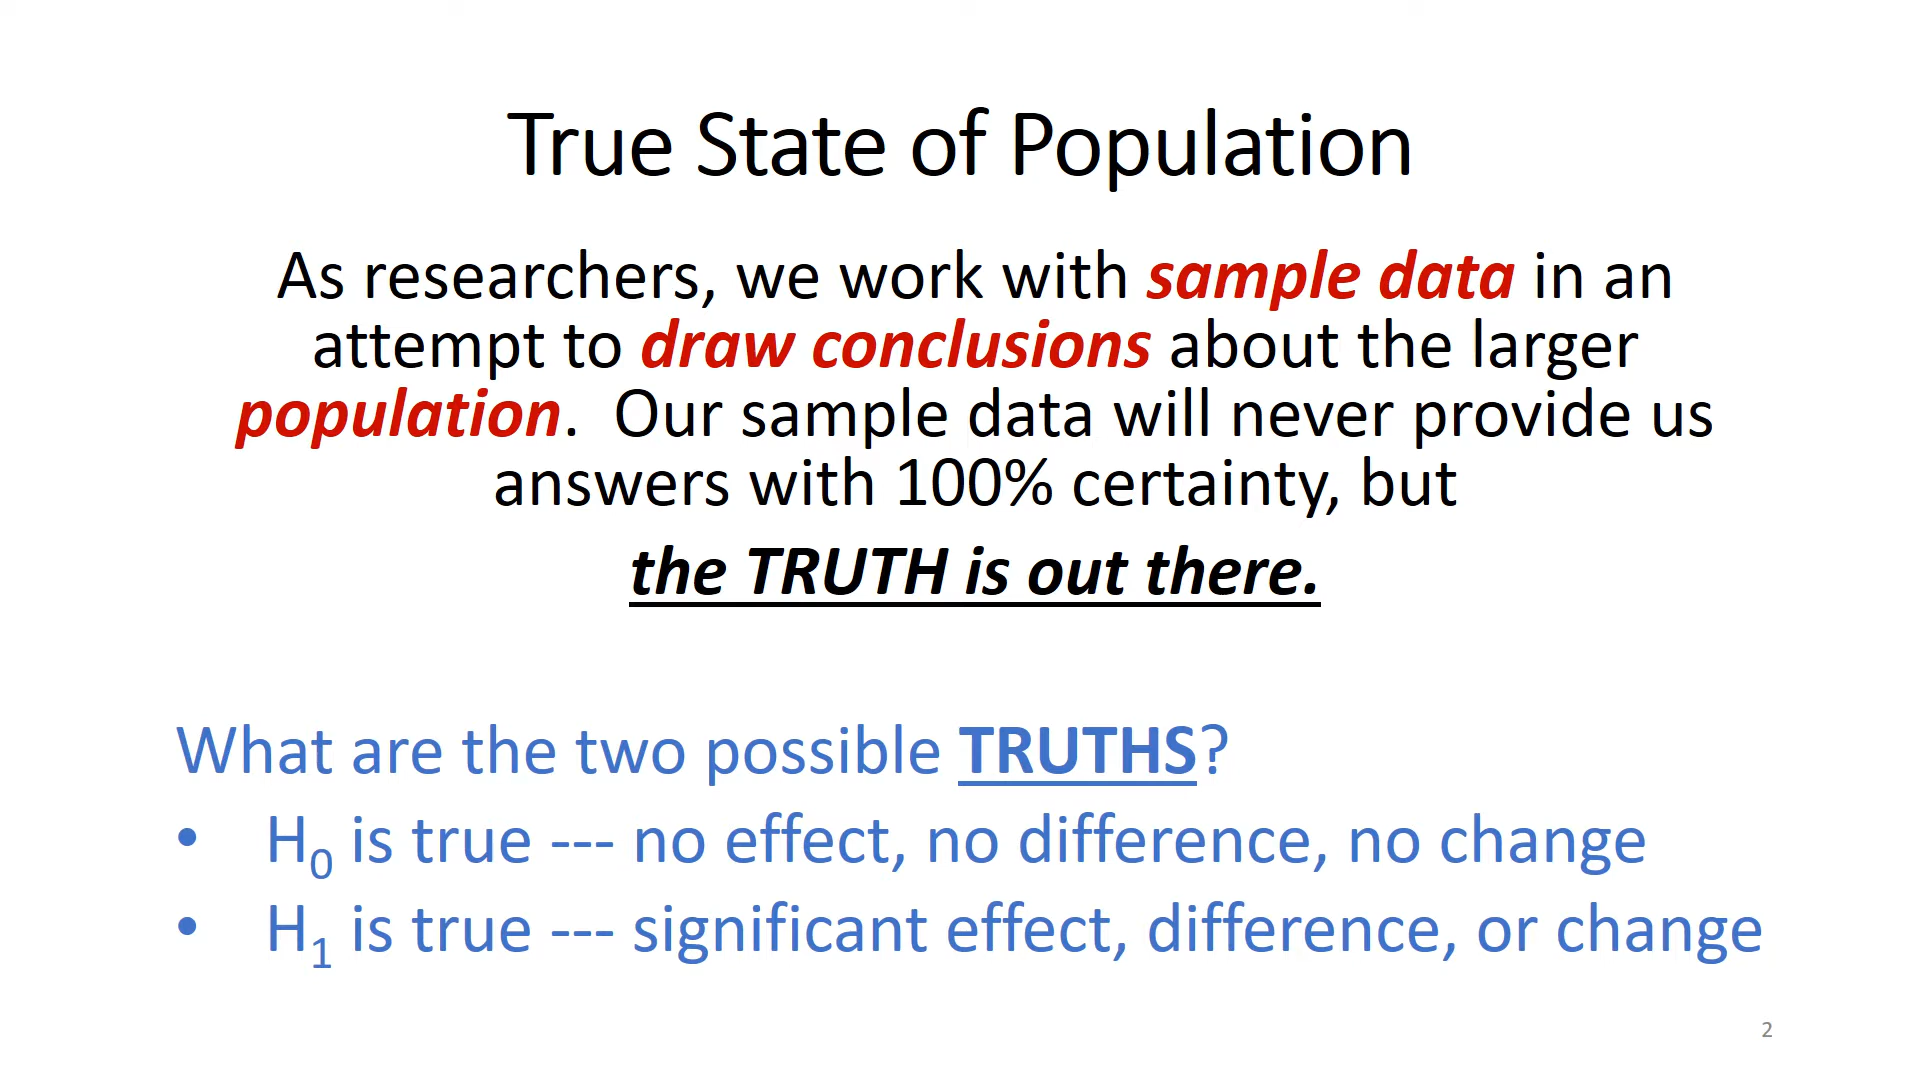 True State of Population
As researchers, we work with sample data in an
attempt to draw conclusions about the larger
population.  Our sample data will never provide us
answers with 100% certainty, but
the TRUTH is out there.
What are the two possible TRUTHS?
• H0 is true --- no effect, no difference, no change
• H1 is true --- significant effect, difference, or change
2